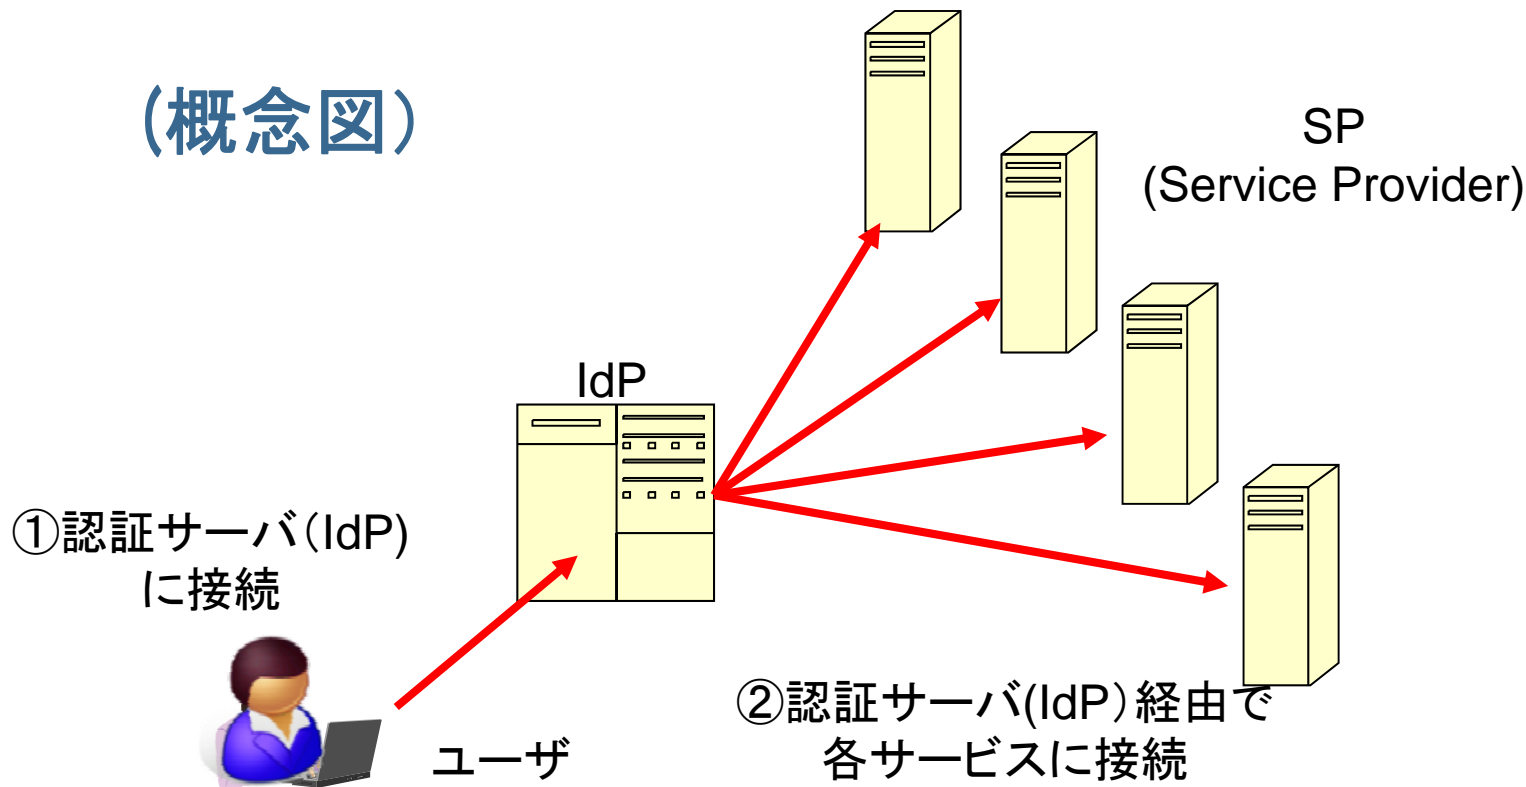 (概念図)
SP
(Service Provider)
IdP
①認証サーバ(IdP)
に接続
ユーザ
②認証サーバ(IdP)経由で
各サービスに接続